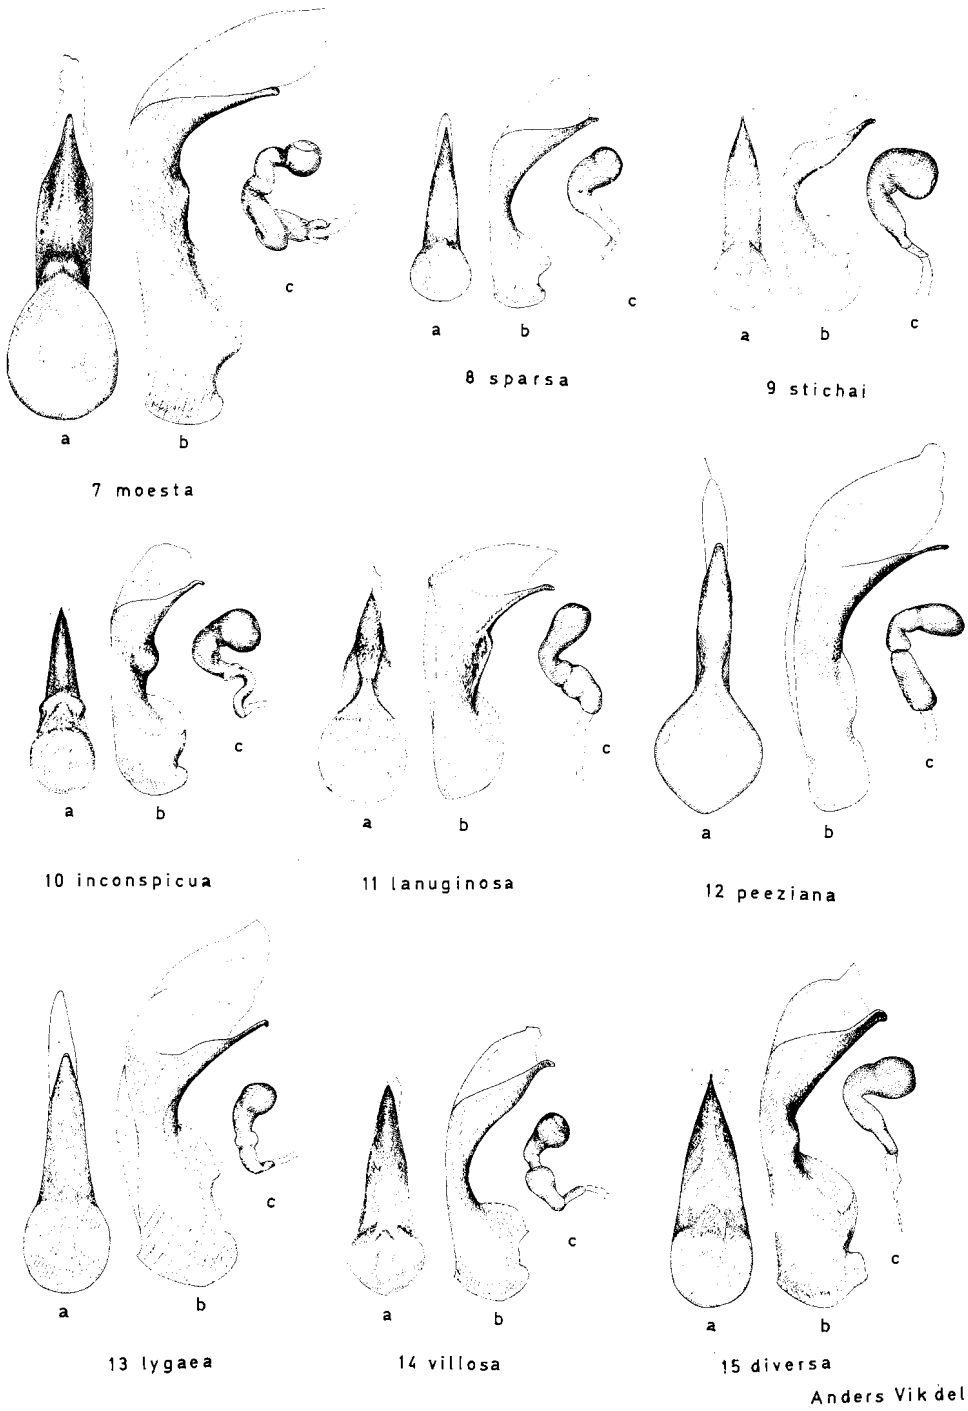 c
a
b
c
8 sparsa
a
b
c
9 stichai
a
b
7 moesta
c
a
b
10 inconspicua
c
a
b
11 lanuginosa
c
a
b
12 peeziana
c
a
b
13 lygaea
c
a
b
14 villosa
c
a
b
15 diversa
Anders Vik del